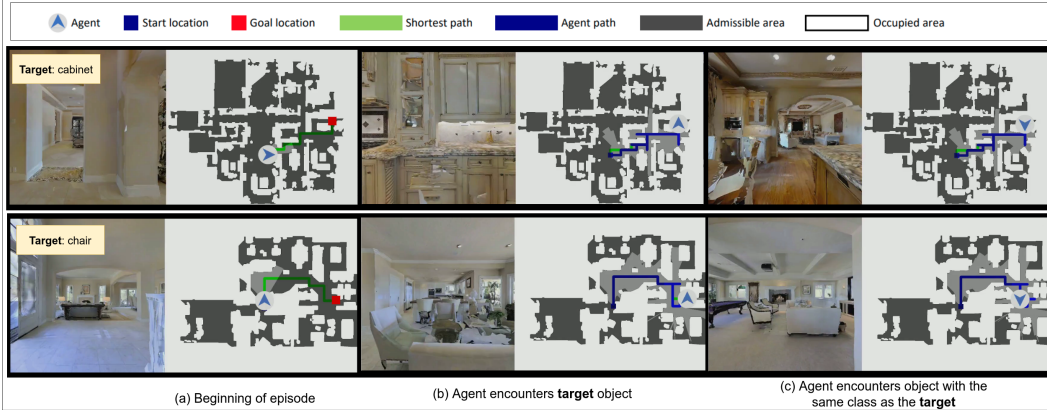 Agent Start location Goal location Shortest path Agent path Admissible area Occupied area
Target: cabinet
Target: chair
(a) Beginning of episode
(b) Agent encounters target object
(c) Agent encounters object with the
same class as the target